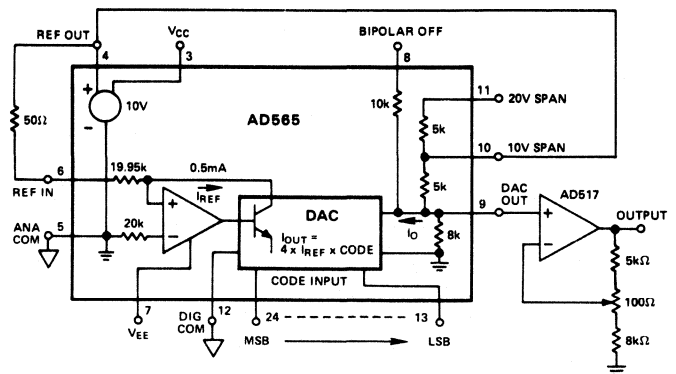 REF OUT
4
VCC
3
BIPOLAR OFF
8
50Ω
+
10V
-
AD565
10k
5k
11
20V SPAN
10
10V SPAN
5k
6
REF IN
19.95k
0.5mA
IREF
+
-
ANA
COM
5
20k
DAC
IOUT =
4 x IREF x CODE
CODE INPUT
IO
8k
9
DAC
OUT
AD517
+
-
OUTPUT
5kΩ
100Ω
8kΩ
7
VEE
DIG
COM
12
24
MSB
13
LSB